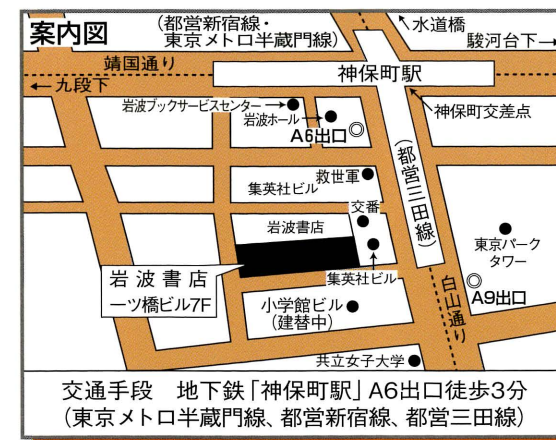 案内図
(都営新宿線・
東京メトロ半蔵門線)
水道橋
駿河台下
靖国通り
神保町駅
九段下
岩波ブックサービスセンター
岩波ホール
神保町交差点
A6出口
(都営三田線)
救世軍
集英社ビル
交番
岩波書店
東京パーク
タワー
岩波書店
一ツ橋ビル7F
集英社ビル
白山通り
A9出口
小学館ビル
(建替中)
共立女子大学
交通手段 地下鉄「神保町駅」A6出口徒歩3分
(東京メトロ半蔵門線、都営新宿線、都営三田線)